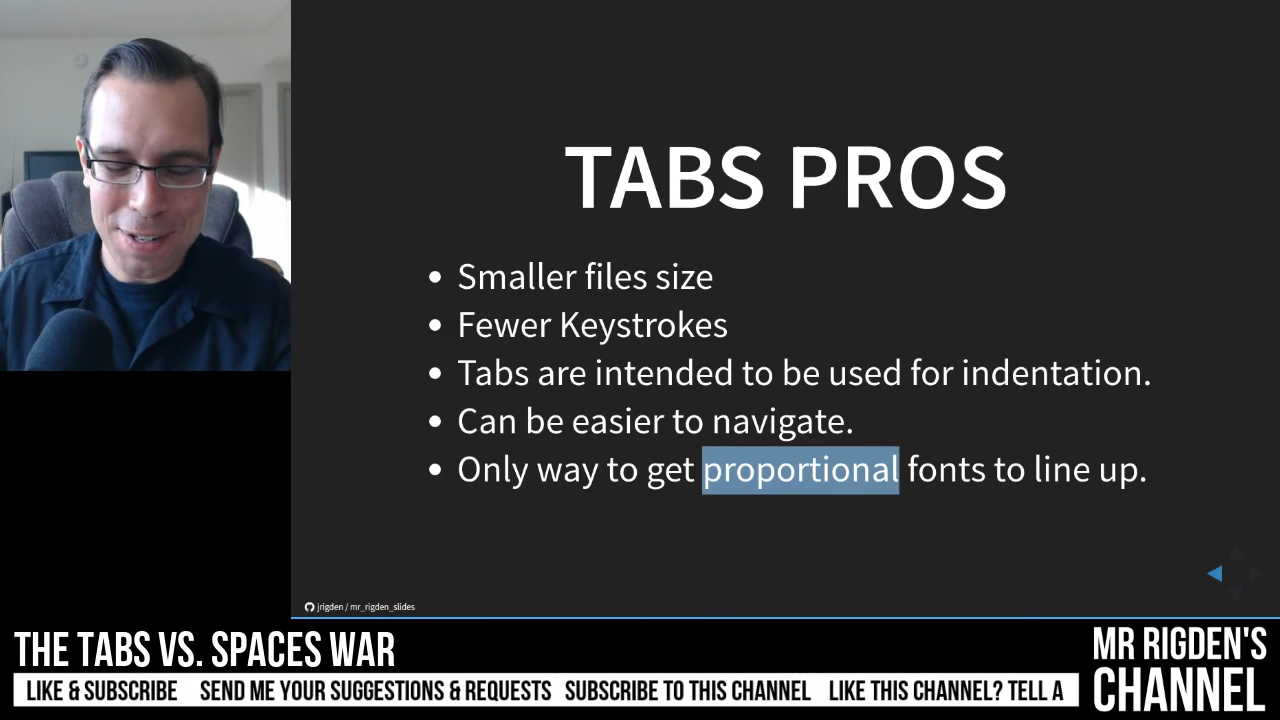 TABS PROS
Smaller files size
Fewer Keystrokes
Tabs are intended to be used for indentation.
Can be easier to navigate.
Only way to get proportional fonts to line up.
jrigden / mr_rigden_slides
THE TABS VS. SPACES WAR
LIKE & SUBSCRIBE SEND ME YOUR SUGGESTIONS & REQUESTS SUBSCRIBE TO THIS CHANNEL LIKE THIS CHANNEL? TELL A
MR RIGDEN'S
CHANNEL